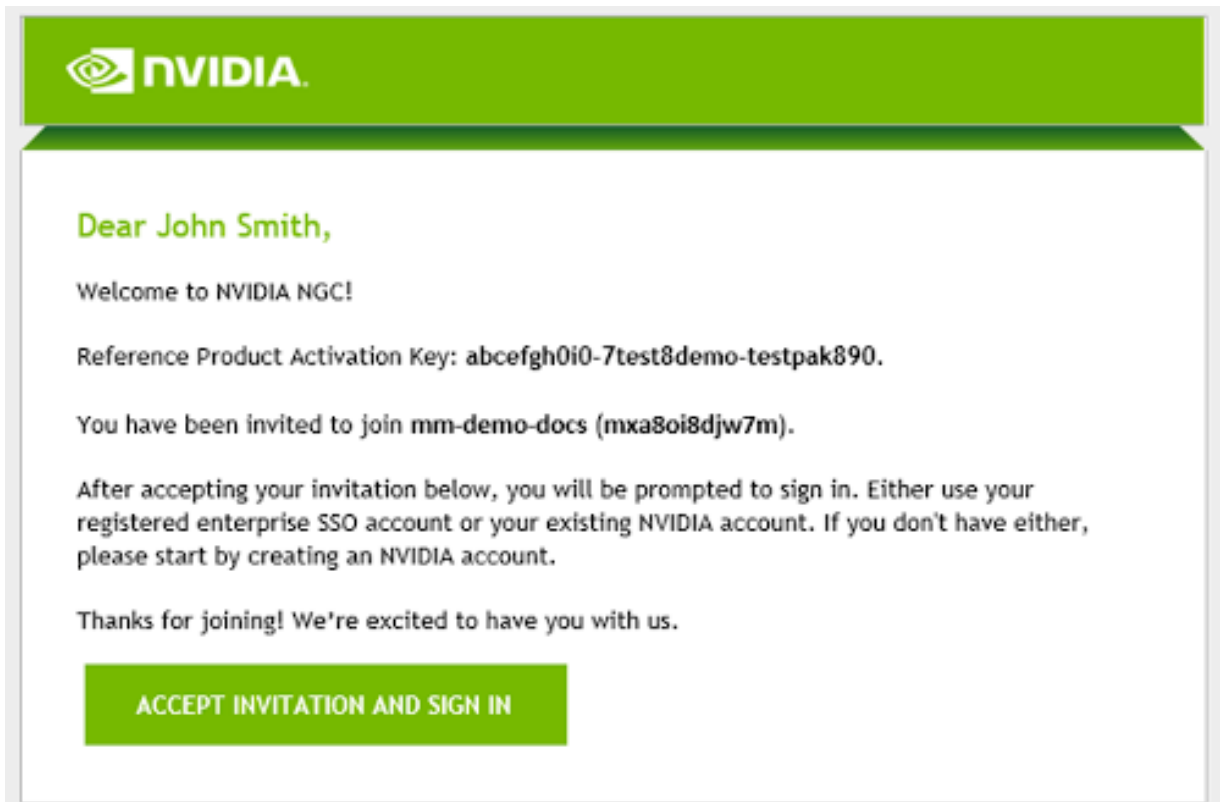 NVIDIA.
Dear John Smith,
Welcome to NVIDIA NGC!
Reference Product Activation Key: abcefgh0i0-7test8demo-testpak890.
You have been invited to join mm-demo-docs (mxa8oi8djw7m).
After accepting your invitation below, you will be prompted to sign in. Either use your
registered enterprise SSO account or your existing NVIDIA account. If you don't have either,
please start by creating an NVIDIA account.
Thanks for joining! We're excited to have you with us.
ACCEPT INVITATION AND SIGN IN